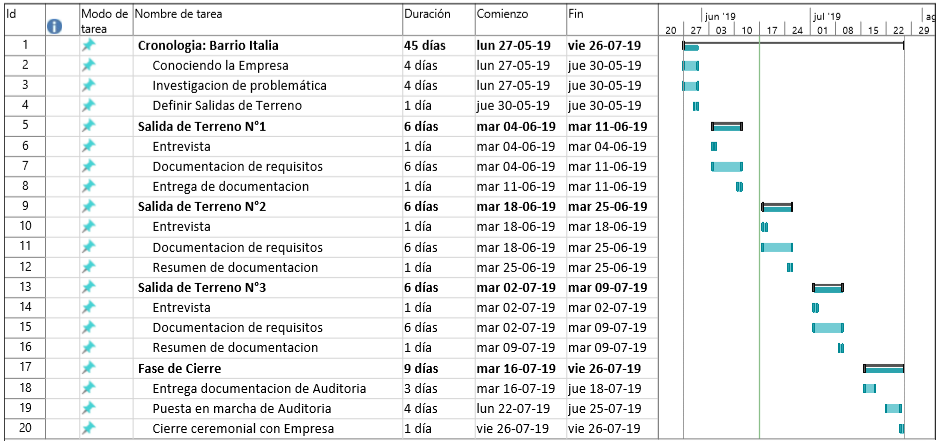 Id Modo de tarea Nombre de tarea Duración Comienzo Fin
jun '19 jul '19 ag
20 27 03 10 17 24 01 08 15 22 29
1 Cronologia: Barrio Italia 45 días lun 27-05-19 vie 26-07-19
2 Conociendo la Empresa 4 días lun 27-05-19 jue 30-05-19
3 Investigacion de problemática 4 días lun 27-05-19 jue 30-05-19
4 Definir Salidas de Terreno 1 día jue 30-05-19 jue 30-05-19
5 Salida de Terreno N°1 6 días mar 04-06-19 mar 11-06-19
6 Entrevista 1 día mar 04-06-19 mar 04-06-19
7 Documentacion de requisitos 6 días mar 04-06-19 mar 11-06-19
8 Entrega de documentacion 1 día mar 11-06-19 mar 11-06-19
9 Salida de Terreno N°2 6 días mar 18-06-19 mar 25-06-19
10 Entrevista 1 día mar 18-06-19 mar 18-06-19
11 Documentacion de requisitos 6 días mar 18-06-19 mar 25-06-19
12 Resumen de documentacion 1 día mar 25-06-19 mar 25-06-19
13 Salida de Terreno N°3 6 días mar 02-07-19 mar 09-07-19
14 Entrevista 1 día mar 02-07-19 mar 02-07-19
15 Documentacion de requisitos 6 días mar 02-07-19 mar 09-07-19
16 Resumen de documentacion 1 día mar 09-07-19 mar 09-07-19
17 Fase de Cierre 9 días mar 16-07-19 vie 26-07-19
18 Entrega documentacion de Auditoria 3 días mar 16-07-19 jue 18-07-19
19 Puesta en marcha de Auditoria 4 días lun 22-07-19 jue 25-07-19
20 Cierre ceremonial con Empresa 1 día vie 26-07-19 vie 26-07-19